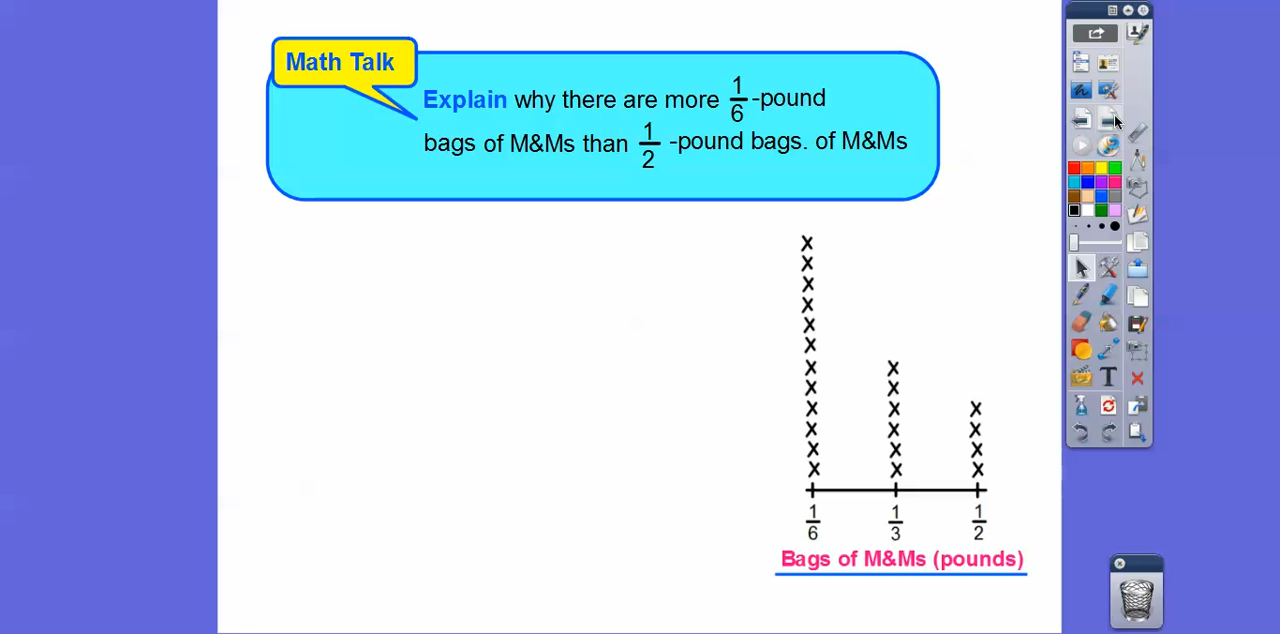 Math Talk
Explain why there are more 1/6 -pound
bags of M&Ms than 1/2 -pound bags. of M&Ms
x
x
x
x
x
x
x x
x x
x x x
x x x
x x x
x x x
1/6 1/3 1/2
Bags of M&Ms (pounds)
T